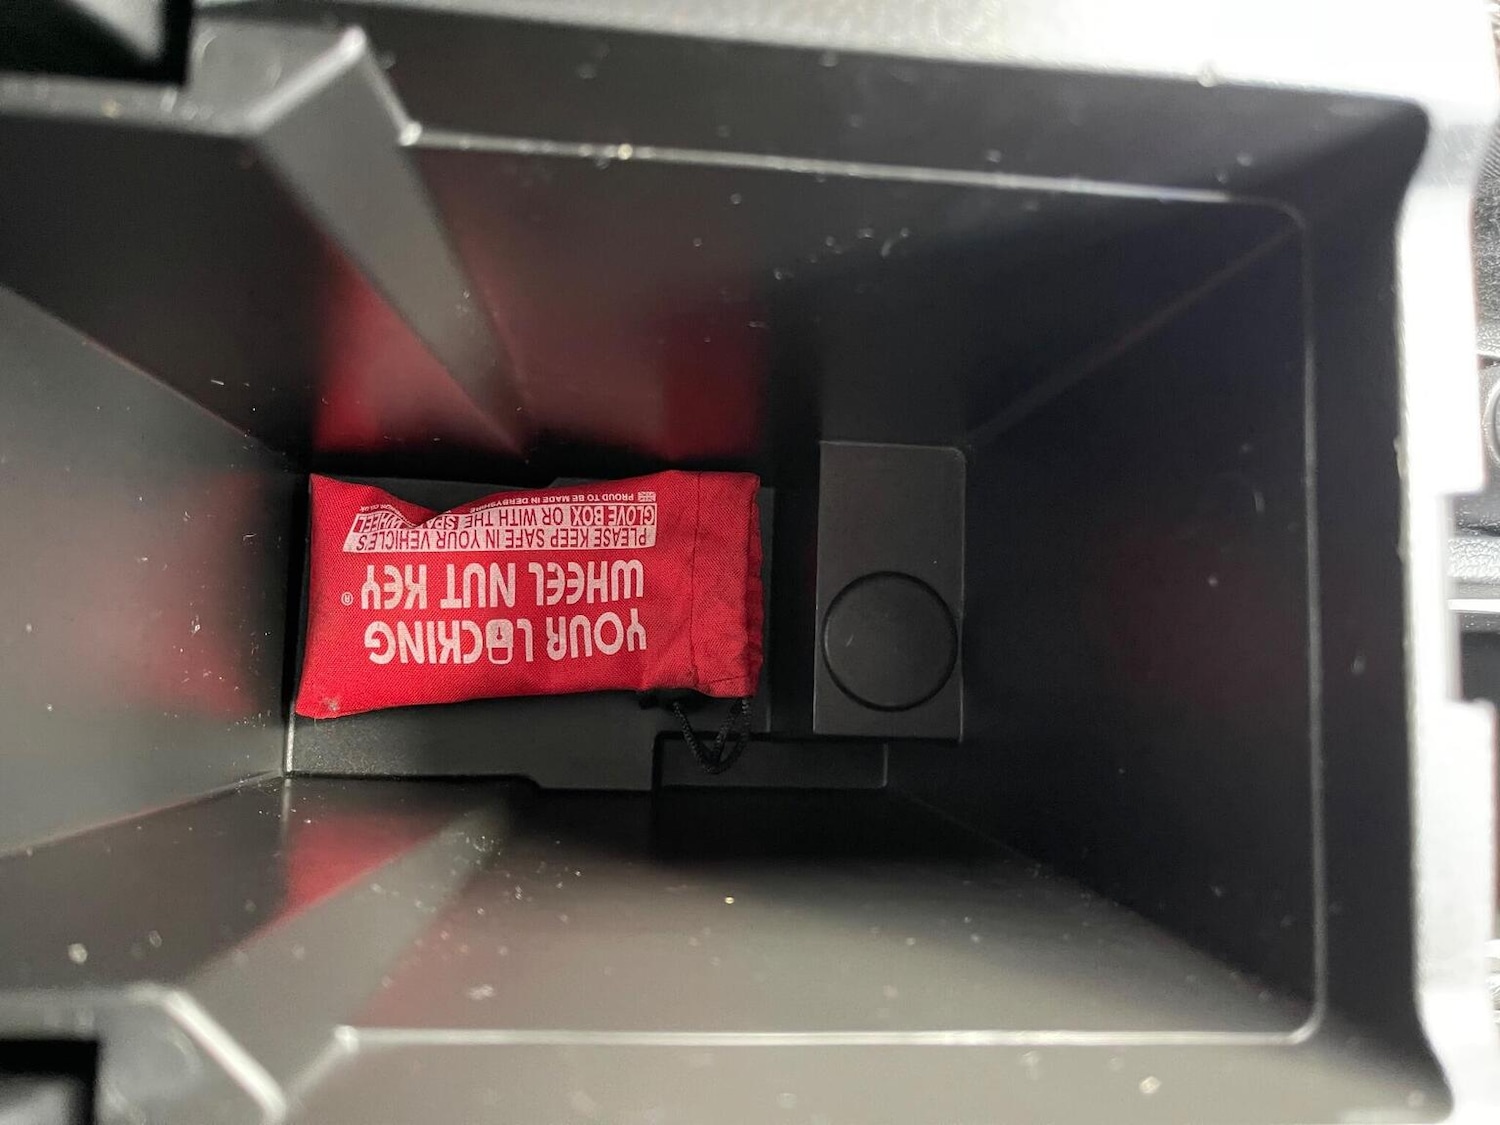 YOUR LOCKING
WHEEL NUT KEY®
PLEASE KEEP SAFE IN YOUR VEHICLE'S
GLOVE BOX OR WITH THE SPARE WHEEL
PROUD TO BE MADE IN DERBYSHIRE